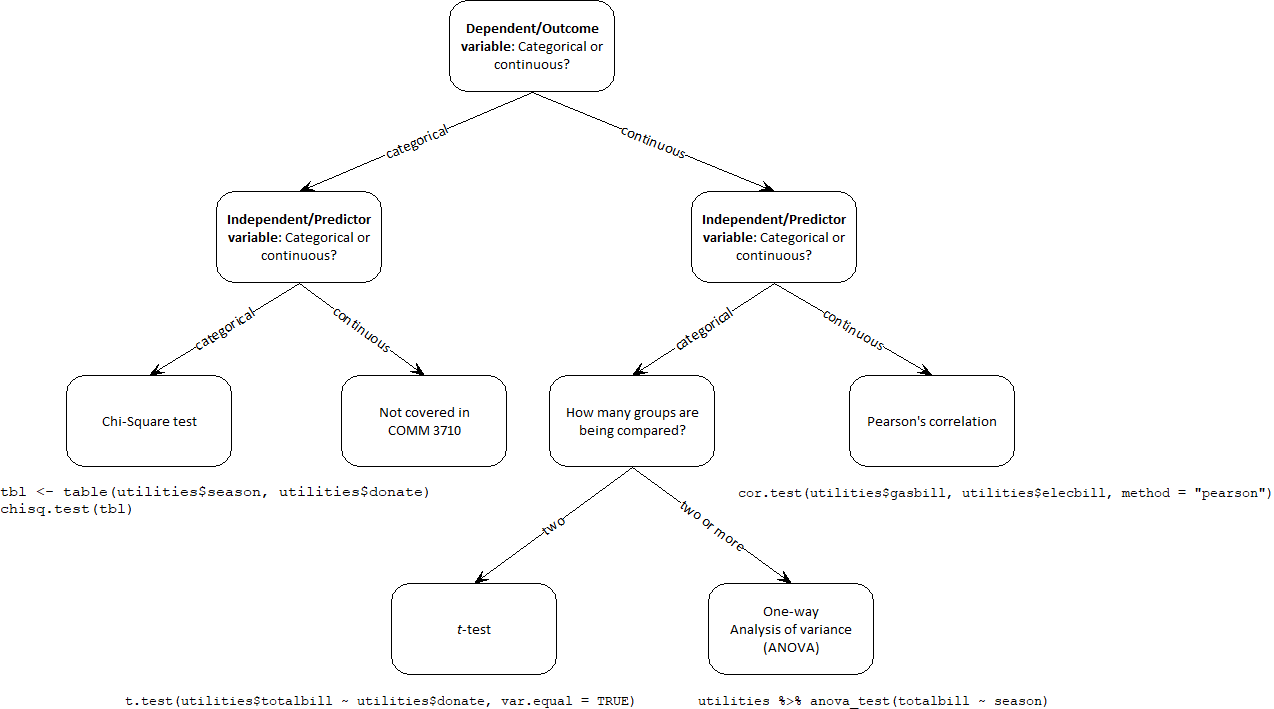 Dependent/Outcome
variable: Categorical or
continuous?
categorical
continuous
Independent/Predictor
variable: Categorical or
continuous?
Independent/Predictor
variable: Categorical or
continuous?
categorical
continuous
categorical
continuous
Chi-Square test
Not covered in
COMM 3710
How many groups are
being compared?
Pearson's correlation
tbl <- table(utilities$season, utilities$donate)
chisq.test(tbl)
cor.test(utilities$gasbill, utilities$elecbill, method = "pearson")
two
two or more
t-test
One-way
Analysis of variance
(ANOVA)
t.test(utilities$totalbill ~ utilities$donate, var.equal = TRUE)
utilities %>% anova_test(totalbill ~ season)